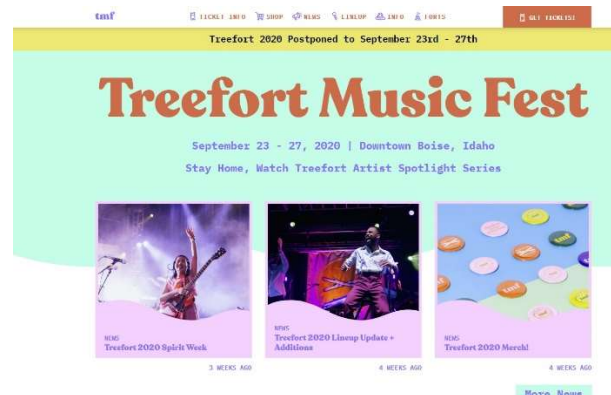 tmf TICKET INFO SHOP NEWS LINEUP INFO FORTS GET TICKETS!
Treefort 2020 Postponed to September 23rd - 27th
Treefort Music Fest
September 23 - 27, 2020 | Downtown Boise, Idaho
Stay Home, Watch Treefort Artist Spotlight Series
NEWS
Treefort 2020 Spirit Week
3 WEEKS AGO
NEWS
Treefort 2020 Lineup Update +
Additions
4 WEEKS AGO
tmf
NEWS
Treefort 2020 Merch!
4 WEEKS AGO
More News